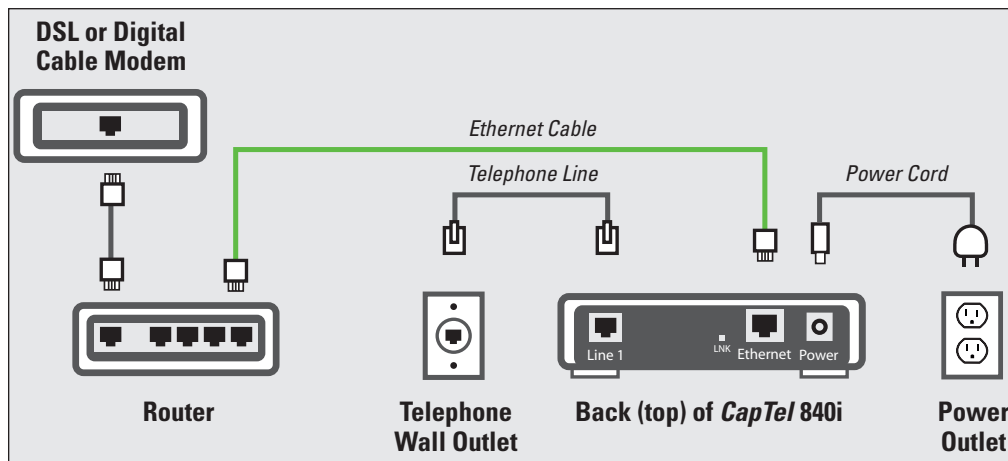 DSL or Digital
Cable Modem
Ethernet Cable
Telephone Line
Power Cord
Line 1
LNK
Ethernet
Power
Router
Telephone
Wall Outlet
Back (top) of CapTel 840i
Power
Outlet